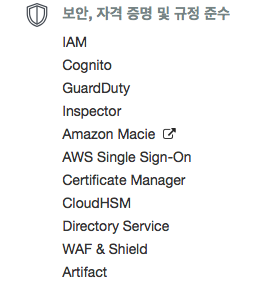 보안, 자격 증명 및 규정 준수
IAM
Cognito
GuardDuty
Inspector
Amazon Macie
AWS Single Sign-On
Certificate Manager
CloudHSM
Directory Service
WAF & Shield
Artifact